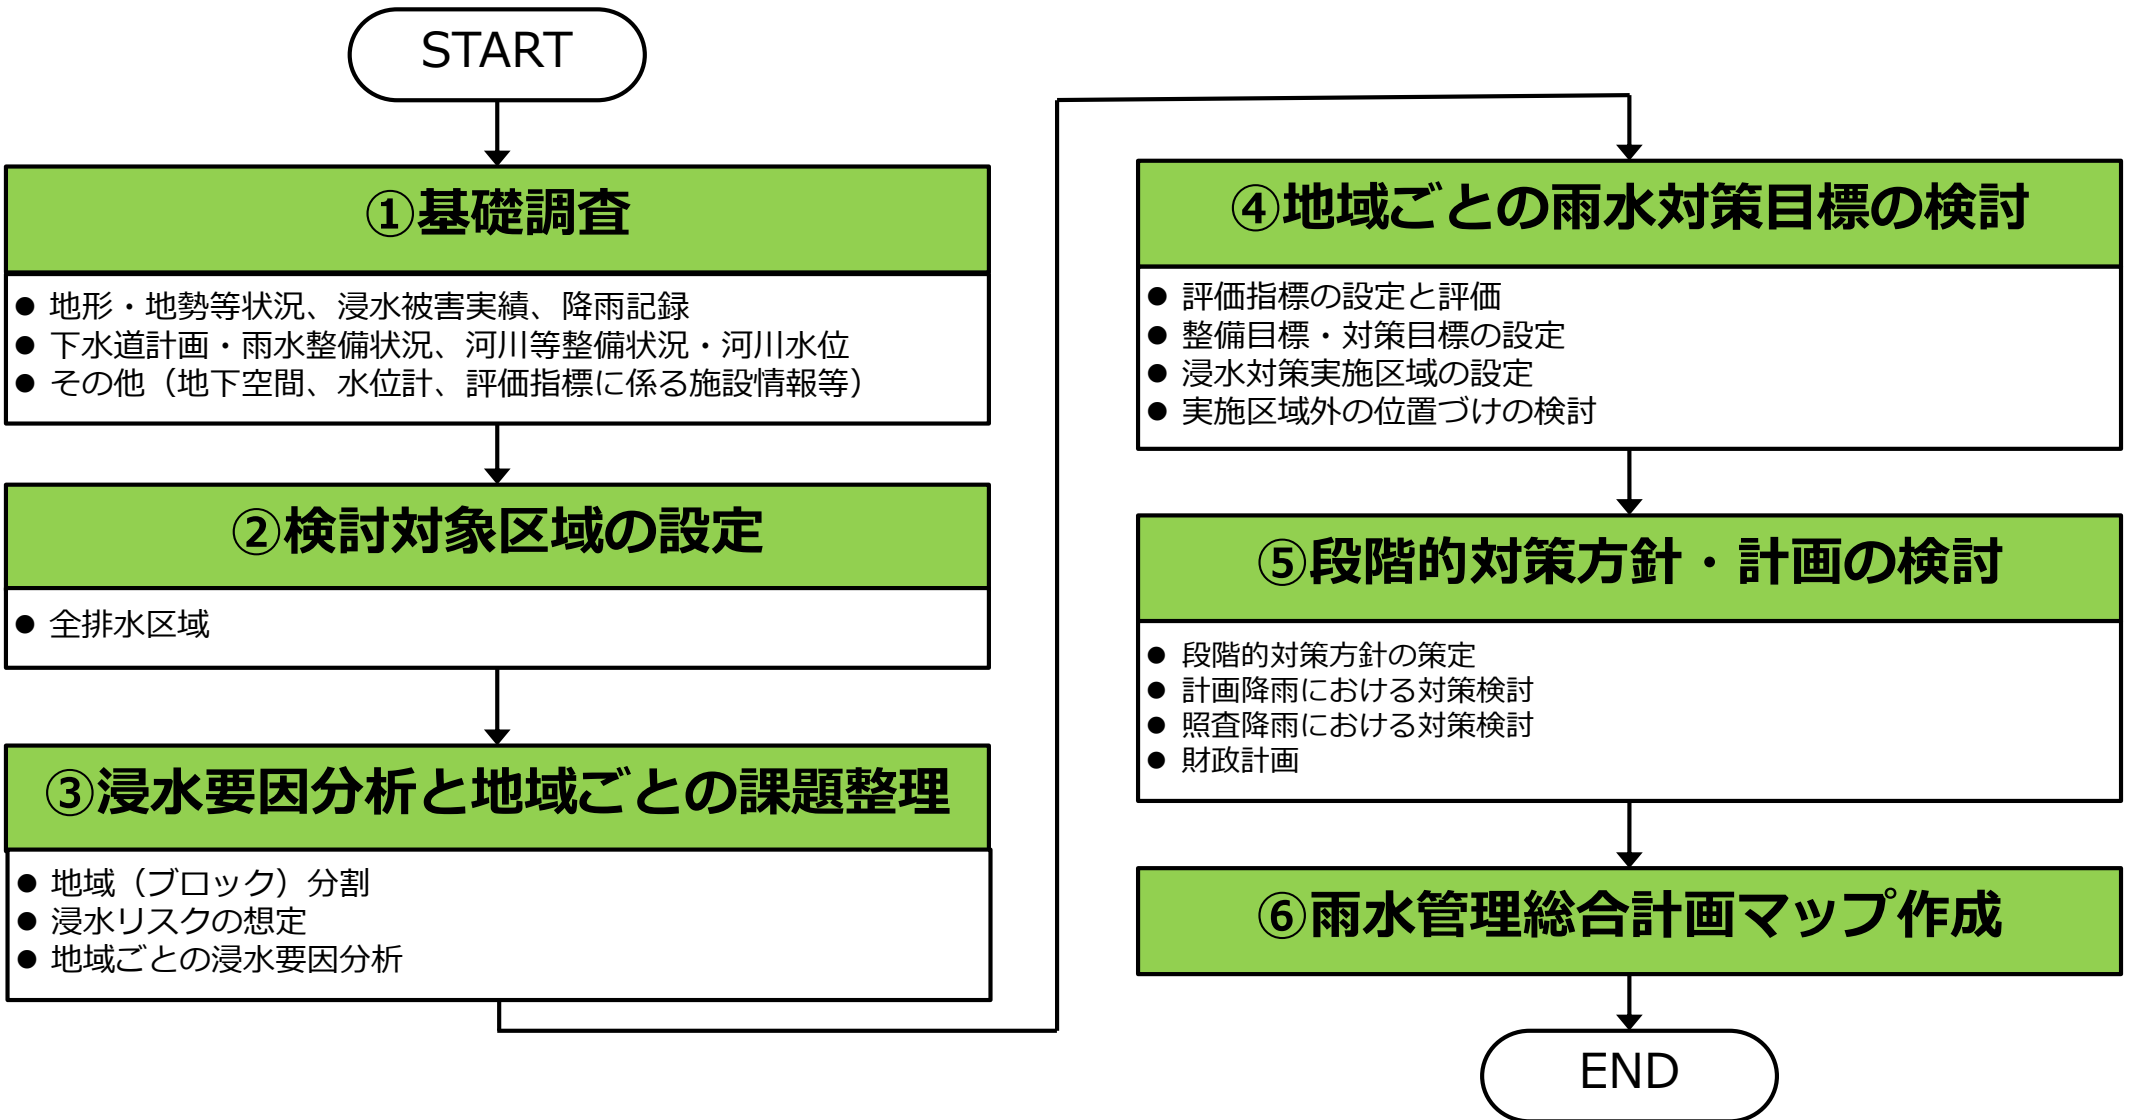 START
①基礎調査
● 地形・地勢等状況、浸水被害実績、降雨記録
● 下水道計画・雨水整備状況、河川等整備状況・河川水位
● その他（地下空間、水位計、評価指標に係る施設情報等）
②検討対象区域の設定
● 全排水区域
③浸水要因分析と地域ごとの課題整理
● 地域（ブロック）分割
● 浸水リスクの想定
● 地域ごとの浸水要因分析
④地域ごとの雨水対策目標の検討
● 評価指標の設定と評価
● 整備目標・対策目標の設定
● 浸水対策実施区域の設定
● 実施区域外の位置づけの検討
⑤段階的対策方針・計画の検討
● 段階的対策方針の策定
● 計画降雨における対策検討
● 照査降雨における対策検討
● 財政計画
⑥雨水管理総合計画マップ作成
END